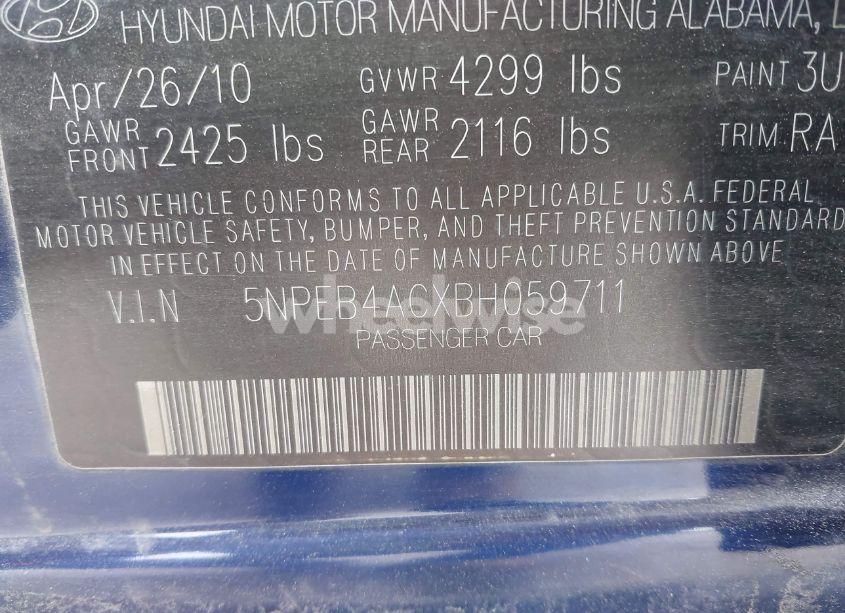 HYUNDAI MOTOR MANUFACTURING ALABAMA, L
Apr/26/10 GVWR 4299 lbs PAINT 3U
GAWR FRONT 2425 lbs GAWR REAR 2116 lbs TRIM RA
THIS VEHICLE CONFORMS TO ALL APPLICABLE U.S.A. FEDERAL
MOTOR VEHICLE SAFETY, BUMPER, AND THEFT PREVENTION STANDARD
IN EFFECT ON THE DATE OF MANUFACTURE SHOWN ABOVE
V.I.N 5NPEB4ACXBH059711
wheelwise
PASSENGER CAR